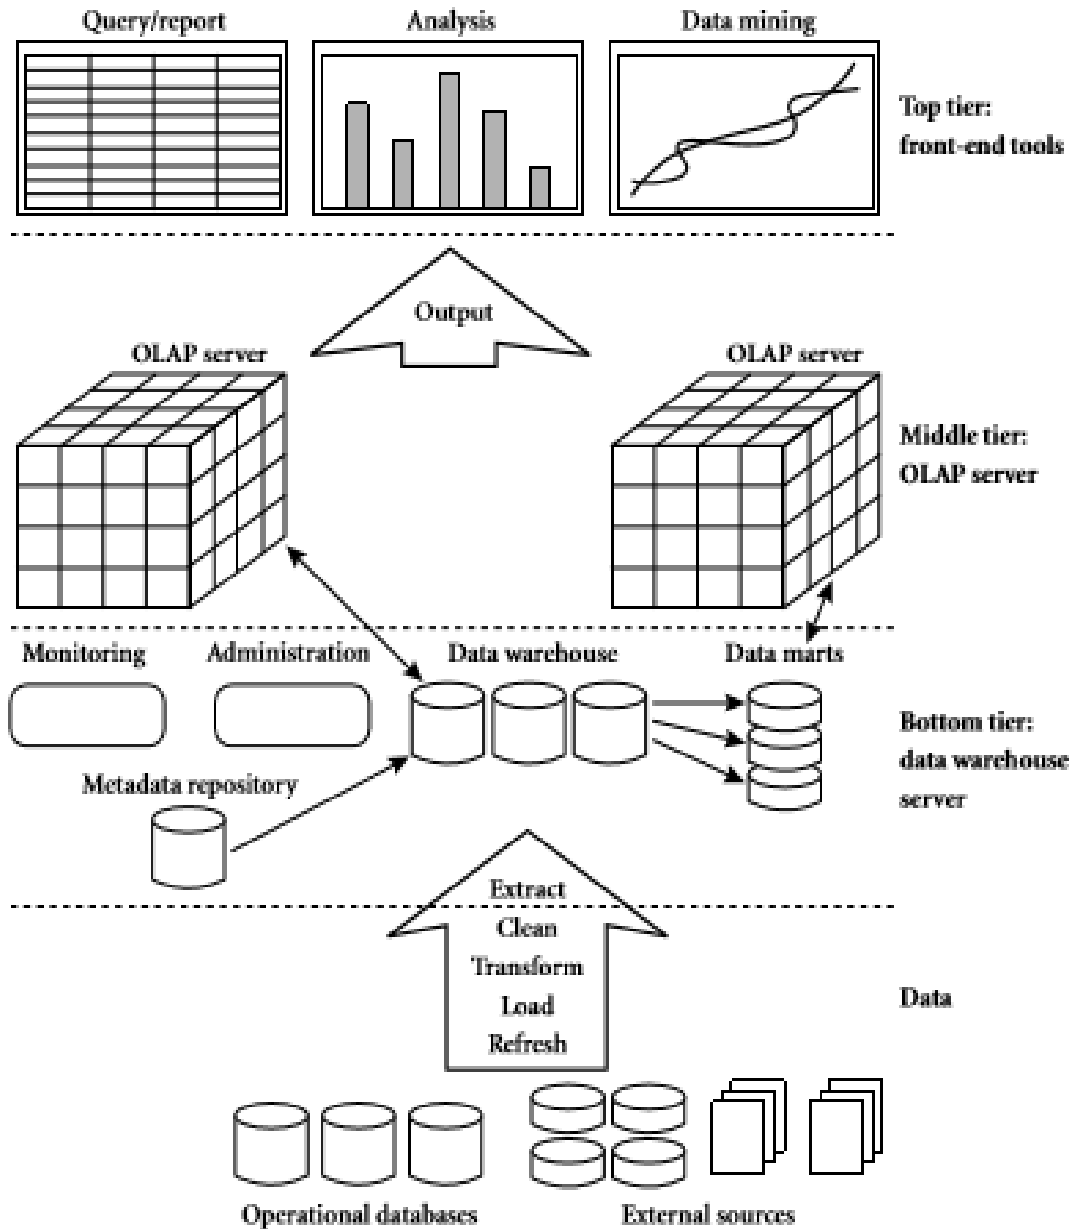 Query/report
Analysis
Data mining
Top tier:
front-end tools
Output
OLAP server
OLAP server
Middle tier:
OLAP server
Monitoring
Administration
Data warehouse
Data marts
Bottom tier:
data warehouse
server
Metadata repository
Extract
Clean
Transform
Load
Refresh
Data
Operational databases
External sources